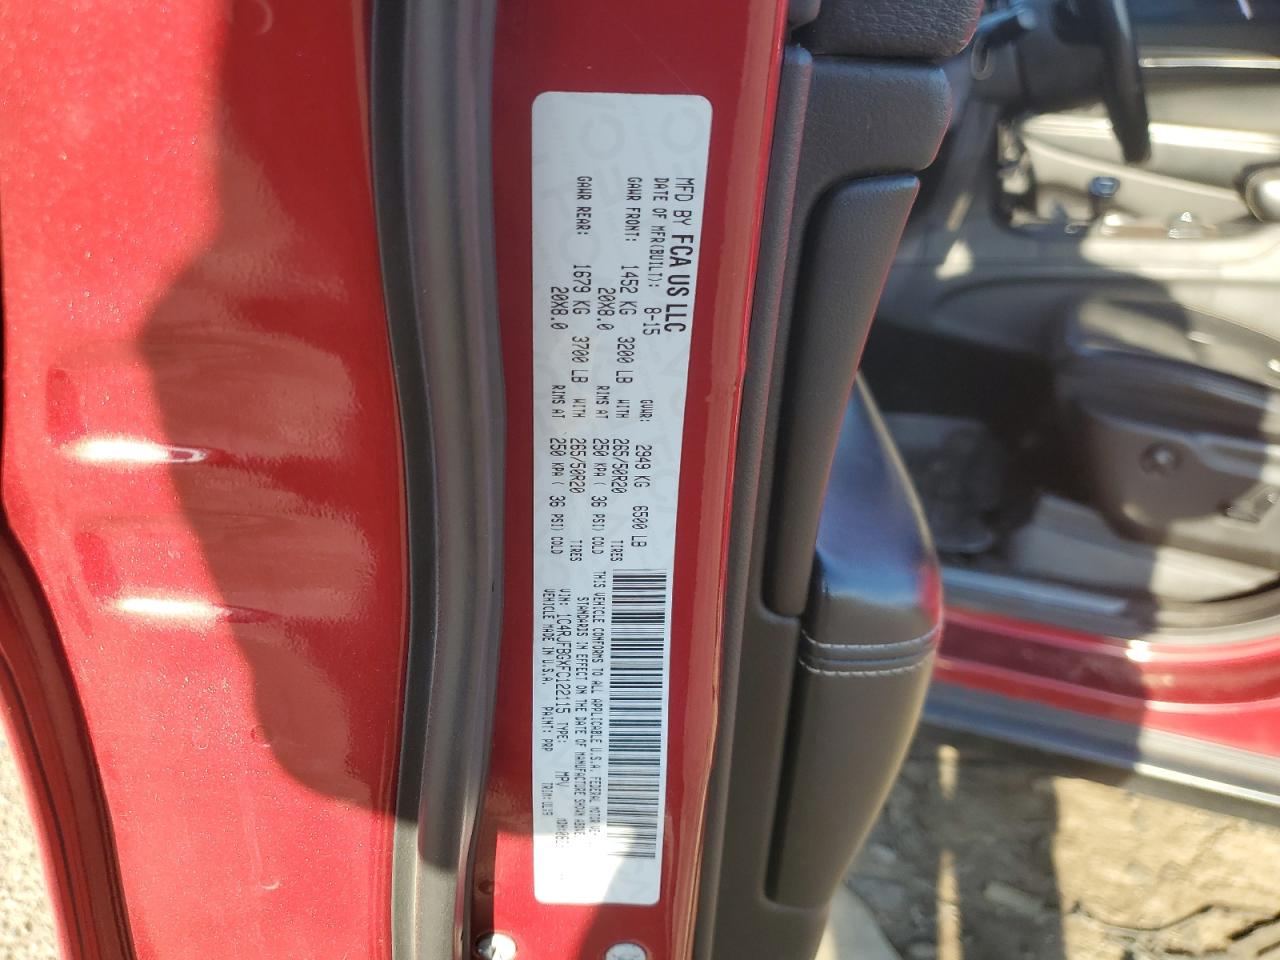 MFD BY FCA US LLC
DATE OF MFR(BUILT): 8-15 GVWR: 2949 KG 6500 LB
GAWR FRONT: 1452 KG 3200 LB WITH 265/50R20 TIRES
20X8.0 RIMS AT 250 KPA ( 36 PSI) COLD
GAWR REAR: 1679 KG 3700 LB WITH 265/50R20 TIRES
20X8.0 RIMS AT 250 KPA ( 36 PSI) COLD
THIS VEHICLE CONFORMS TO ALL APPLICABLE U.S.A. FEDERAL MOTOR
STANDARDS IN EFFECT ON THE DATE OF MANUFACTURE SHOWN ABOVE.
VIN: 1C4RJFBGXFC122115 TYPE: MPV
VEHICLE MADE IN U.S.A. PAINT: PRP TRIM: